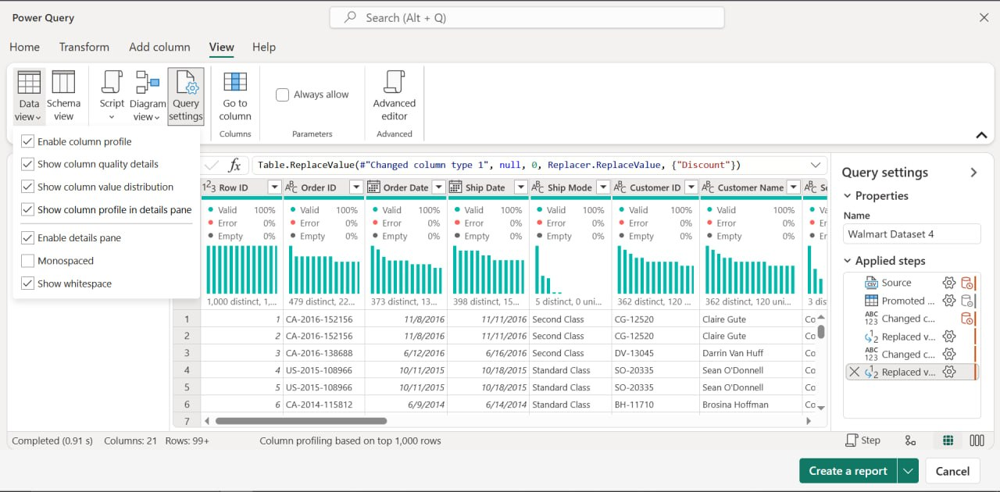 Power Query
Search (Alt + Q)
Home Transform Add column View Help
Data view
Schema view
Script
Diagram view
Query settings
Go to column
Columns
Always allow
Parameters
Advanced editor
Advanced
Enable column profile
Show column quality details
Show column value distribution
Show column profile in details pane
Enable details pane
Monospaced
Show whitespace
fx Table.ReplaceValue(#"Changed column type 1", null, 0, Replacer.ReplaceValue, {"Discount"})
123 Row ID ABC Order ID Order Date Ship Date ABC Ship Mode ABC Customer ID ABC Customer Name ABC Se
Valid 100% Valid 100% Valid 100% Valid 100% Valid 100% Valid 100% Valid 100% Va
Error 0% Error 0% Error 0% Error 0% Error 0% Error 0% Error 0% Er
Empty 0% Empty 0% Empty 0% Empty 0% Empty 0% Empty 0% Empty 0% Em
1,000 distinct, 1,... 479 distinct, 22... 373 distinct, 13... 398 distinct, 15... 5 distinct, 0 uni... 362 distinct, 120 ... 362 distinct, 120 uni... 3 dis
1 1 CA-2016-152156 11/8/2016 11/11/2016 Second Class CG-12520 Claire Gute Co
2 2 CA-2016-152156 11/8/2016 11/11/2016 Second Class CG-12520 Claire Gute Co
3 3 CA-2016-138688 6/12/2016 6/16/2016 Second Class DV-13045 Darrin Van Huff Co
4 4 US-2015-108966 10/11/2015 10/18/2015 Standard Class SO-20335 Sean O'Donnell Co
5 5 US-2015-108966 10/11/2015 10/18/2015 Standard Class SO-20335 Sean O'Donnell Co
6 6 CA-2014-115812 6/9/2014 6/14/2014 Standard Class BH-11710 Brosina Hoffman Co
7
Query settings
Properties
Name
Walmart Dataset 4
Applied steps
CSV Source
Promoted ...
ABC 123 Changed c...
12 Replaced v...
ABC 123 Changed c...
12 Replaced v...
Completed (0.91 s) Columns: 21 Rows: 99+ Column profiling based on top 1,000 rows Step
Create a report Cancel